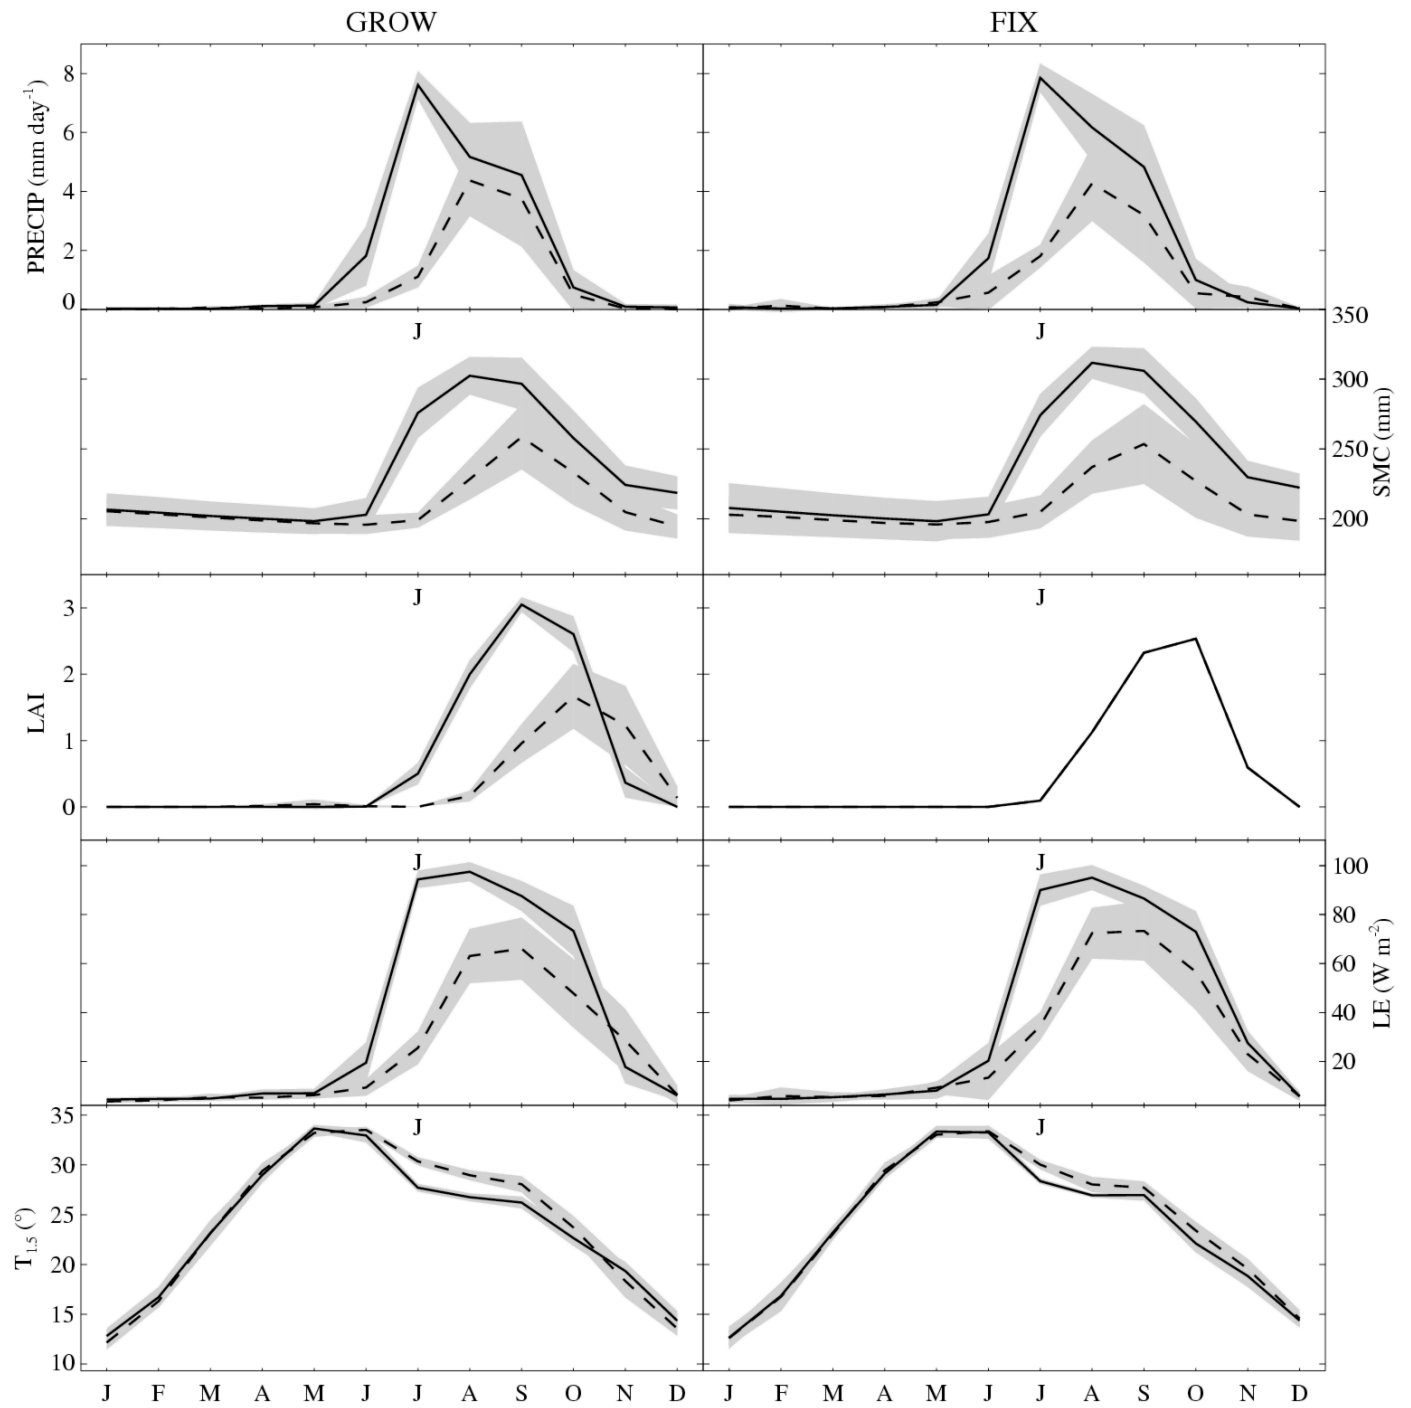 GROW FIX
PRECIP (mm day⁻¹)
8
6
4
2
0
J J
350
300
250
200
SMC (mm)
J J
LAI
3
2
1
0
J J
100
80
60
40
20
LE (W m⁻²)
J J
T₁.₅ (°)
35
30
25
20
15
10
J F M A M J J A S O N D J F M A M J J A S O N D